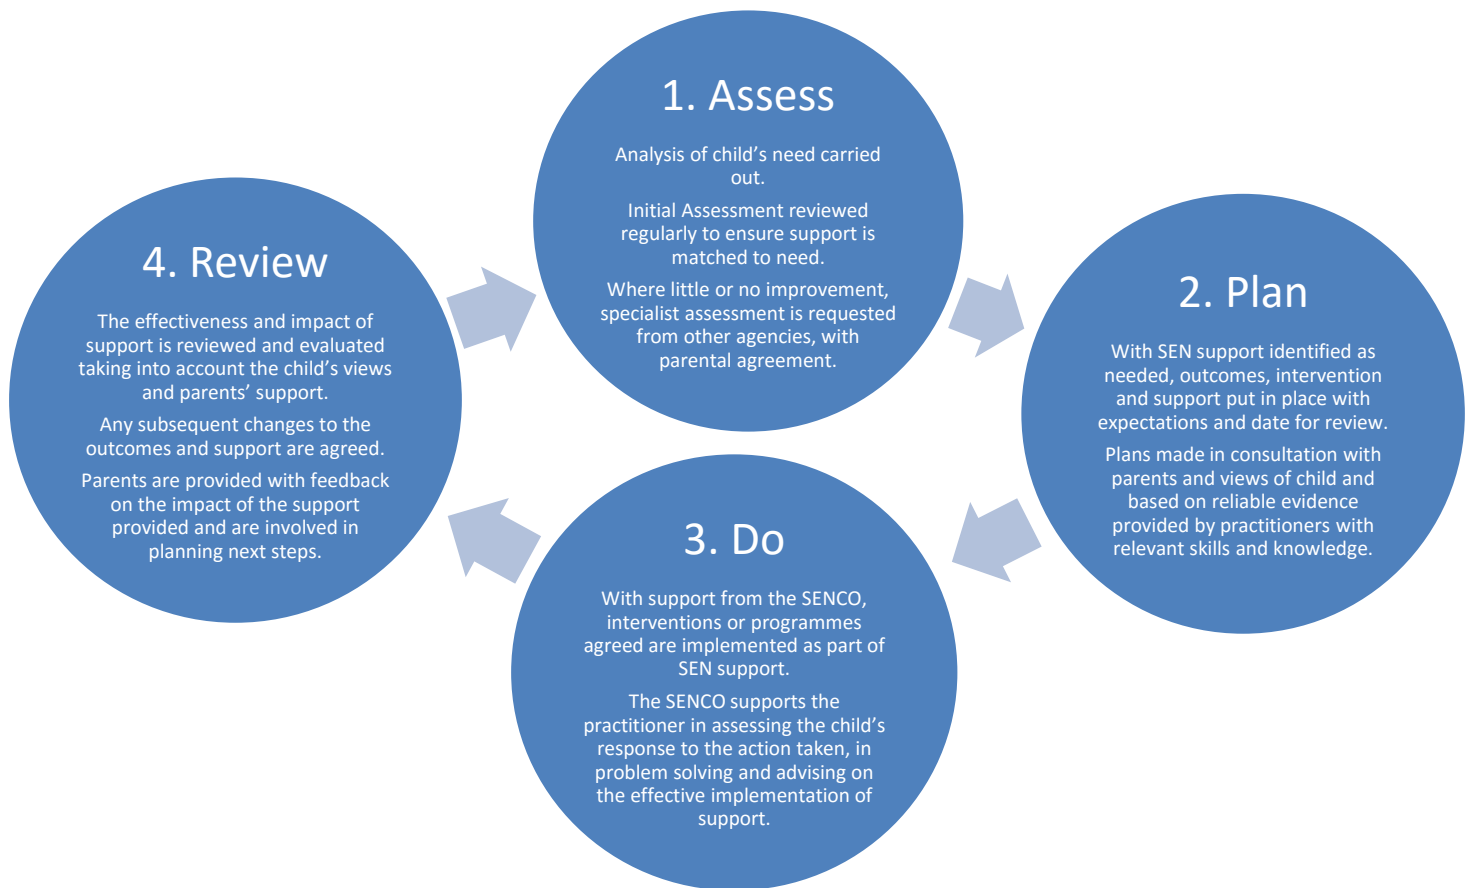 1. Assess
Analysis of child’s need carried
out.
Initial Assessment reviewed
regularly to ensure support is
matched to need.
Where little or no improvement,
specialist assessment is requested
from other agencies, with
parental agreement.
2. Plan
With SEN support identified as
needed, outcomes, intervention
and support put in place with
expectations and date for review.
Plans made in consultation with
parents and views of child and
based on reliable evidence
provided by practitioners with
relevant skills and knowledge.
3. Do
With support from the SENCO,
interventions or programmes
agreed are implemented as part of
SEN support.
The SENCO supports the
practitioner in assessing the child’s
response to the action taken, in
problem solving and advising on
the effective implementation of
support.
4. Review
The effectiveness and impact of
support is reviewed and evaluated
taking into account the child’s views
and parents’ support.
Any subsequent changes to the
outcomes and support are agreed.
Parents are provided with feedback
on the impact of the support
provided and are involved in
planning next steps.